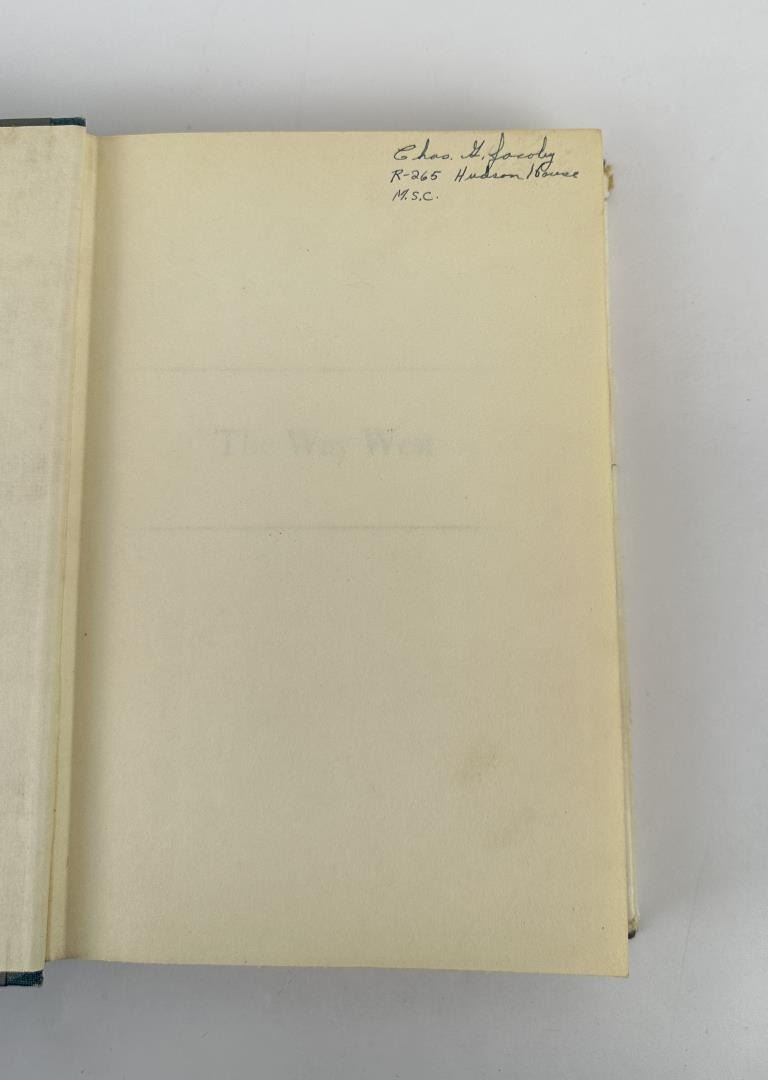 Chas. G. Jacoby
R-265 Hudson House
M.S.C.
The Way West